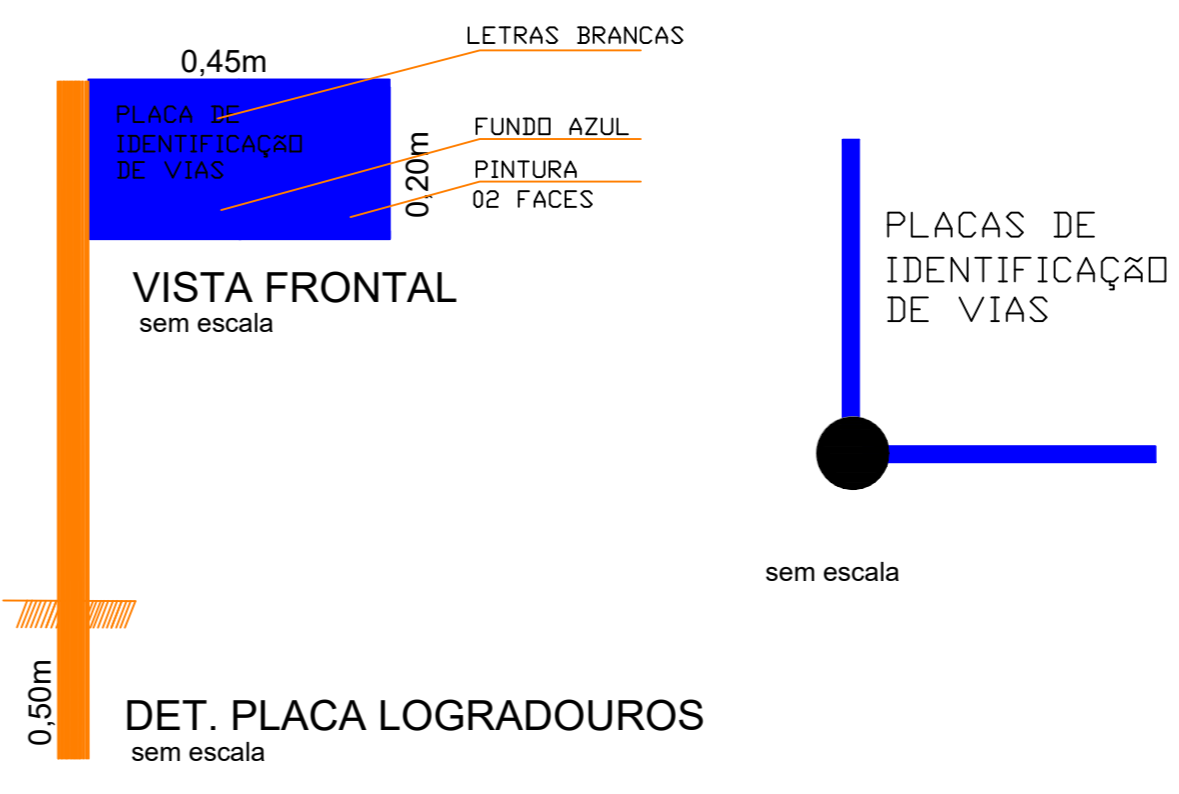 LETRAS BRANCAS
0,45m
PLACA DE
IDENTIFICAÇÃO
DE VIAS
FUNDO AZUL
0,20m
PINTURA
02 FACES
VISTA FRONTAL
sem escala
PLACAS DE
IDENTIFICAÇÃO
DE VIAS
sem escala
0,50m
DET. PLACA LOGRADOUROS
sem escala